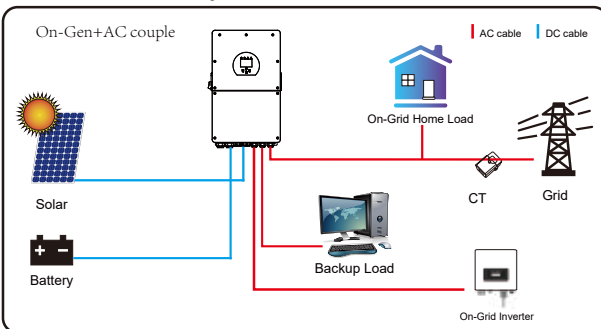 On-Gen+AC couple
AC cable
DC cable
On-Grid Home Load
CT
Grid
Solar
Backup Load
Battery
On-Grid Inverter